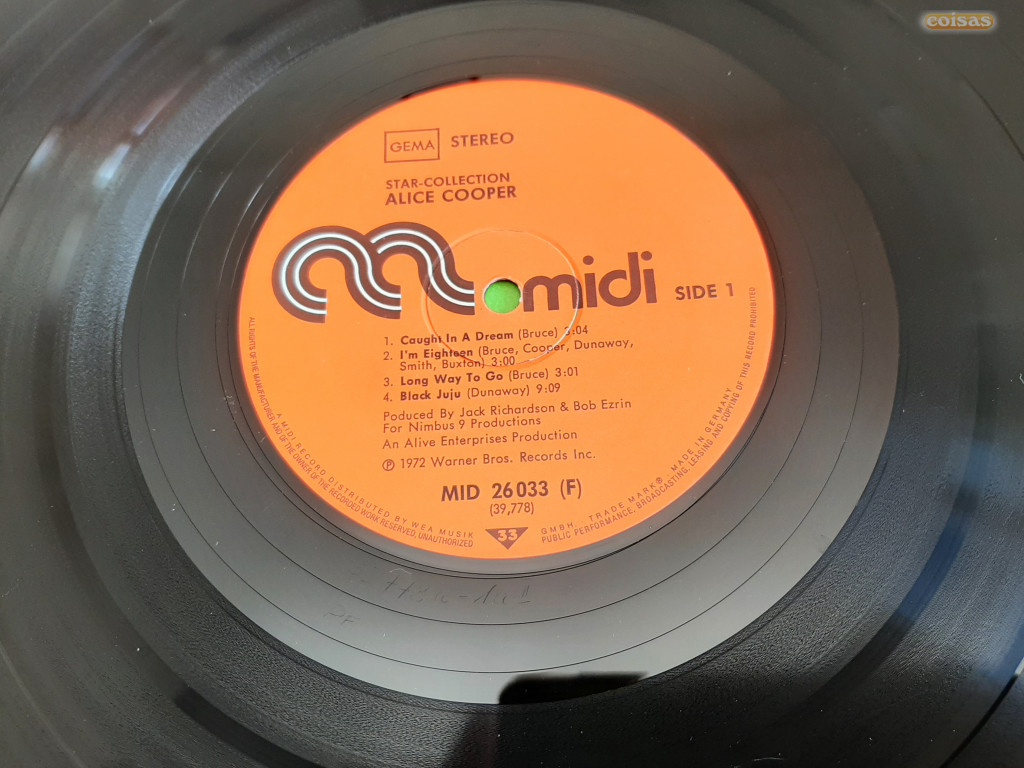 coisas
GEMA STEREO
STAR-COLLECTION
ALICE COOPER
midi SIDE 1
1. Caught In A Dream (Bruce) 3:04
2. I'm Eighteen (Bruce, Cooper, Dunaway,
Smith, Buxton) 3:00
3. Long Way To Go (Bruce) 3:01
4. Black Juju (Dunaway) 9:09
Poduced By Jack Richardson & Bob Ezrin
For Nimbus 9 Productions
An Alive Enterprises Production
℗ 1972 Warner Bros. Records Inc.
MID 26 033 (F)
(39,778)
33
A MIDI RECORD DISTRIBUTED BY WEA MUSIK GMBH. TRADE MARK® MADE IN GERMANY
ALL RIGHTS OF THE MANUFACTURER AND OF THE OWNER OF THE RECORDED WORK RESERVED, UNAUTHORIZED PUBLIC PERFORMANCE, BROADCASTING, LEASING AND COPYING OF THIS RECORD PROHIBITED